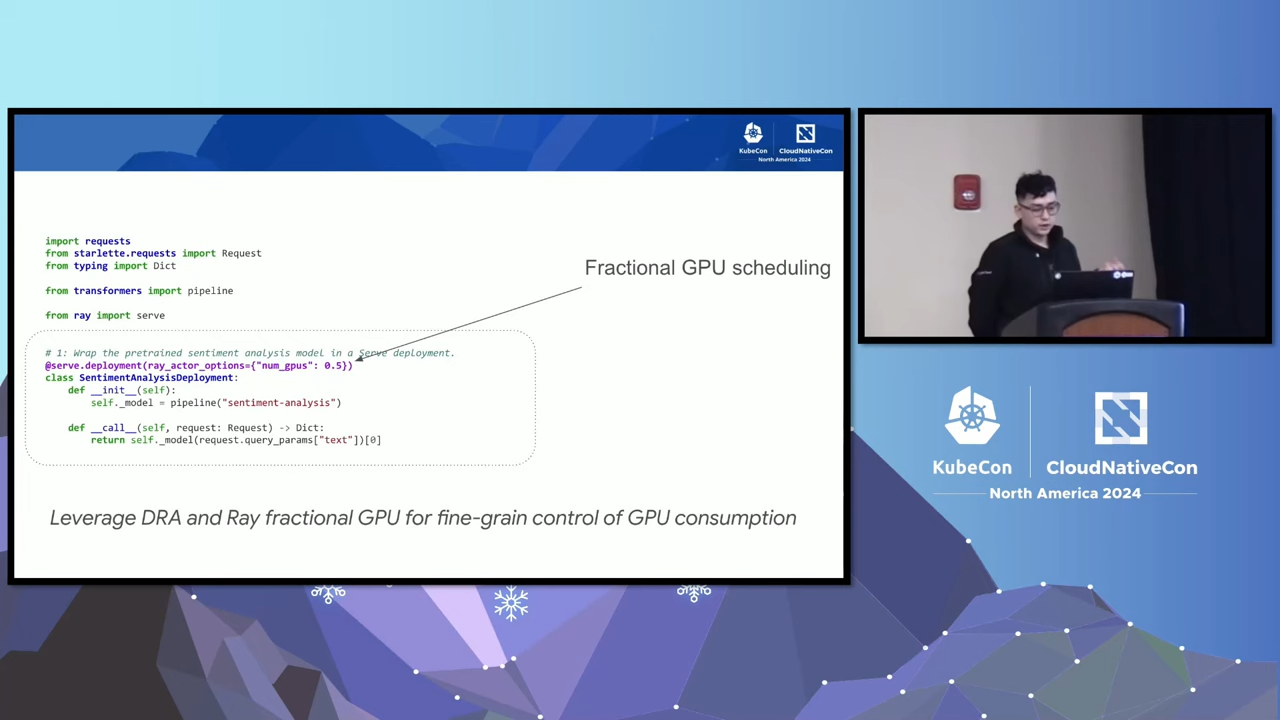 KubeCon
CloudNativeCon
North America 2024
import requests
from starlette.requests import Request
from typing import Dict
from transformers import pipeline
from ray import serve
# 1: Wrap the pretrained sentiment analysis model in a Serve deployment.
@serve.deployment(ray_actor_options={"num_gpus": 0.5})
class SentimentAnalysisDeployment:
def __init__(self):
self._model = pipeline("sentiment-analysis")
def __call__(self, request: Request) -> Dict:
return self._model(request.query_params["text"])[0]
Fractional GPU scheduling
Leverage DRA and Ray fractional GPU for fine-grain control of GPU consumption
KubeCon
CloudNativeCon
North America 2024